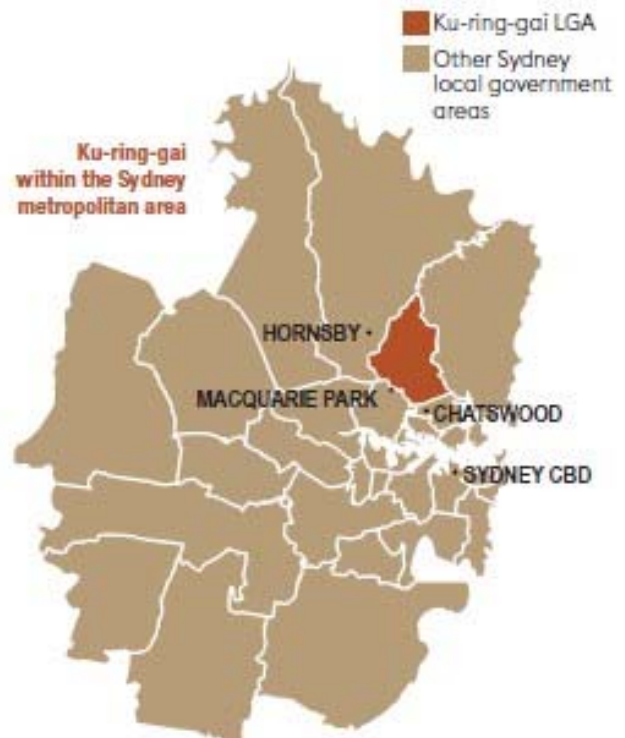 Ku-ring-gai LGA
Other Sydney
local government
areas
Ku-ring-gai
within the Sydney
metropolitan area
HORNSBY
MACQUARIE PARK
CHATSWOOD
SYDNEY CBD